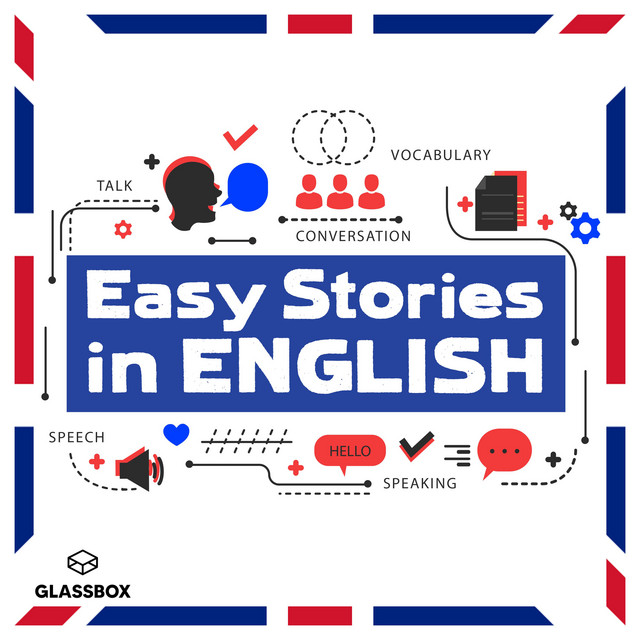 VOCABULARY
TALK
CONVERSATION
Easy Stories
in ENGLISH
SPEECH
HELLO
SPEAKING
GLASSBOX